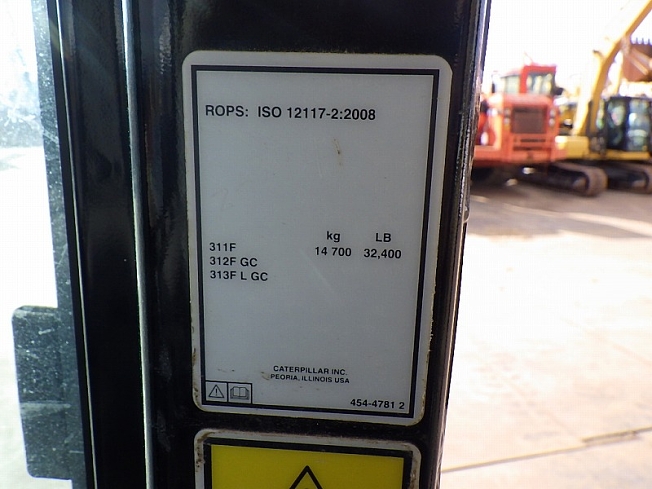 ROPS: ISO 12117-2:2008
kg LB
311F 14 700 32,400
312F GC
313F L GC
CATERPILLAR INC.
PEORIA, ILLINOIS USA
454-4781 2